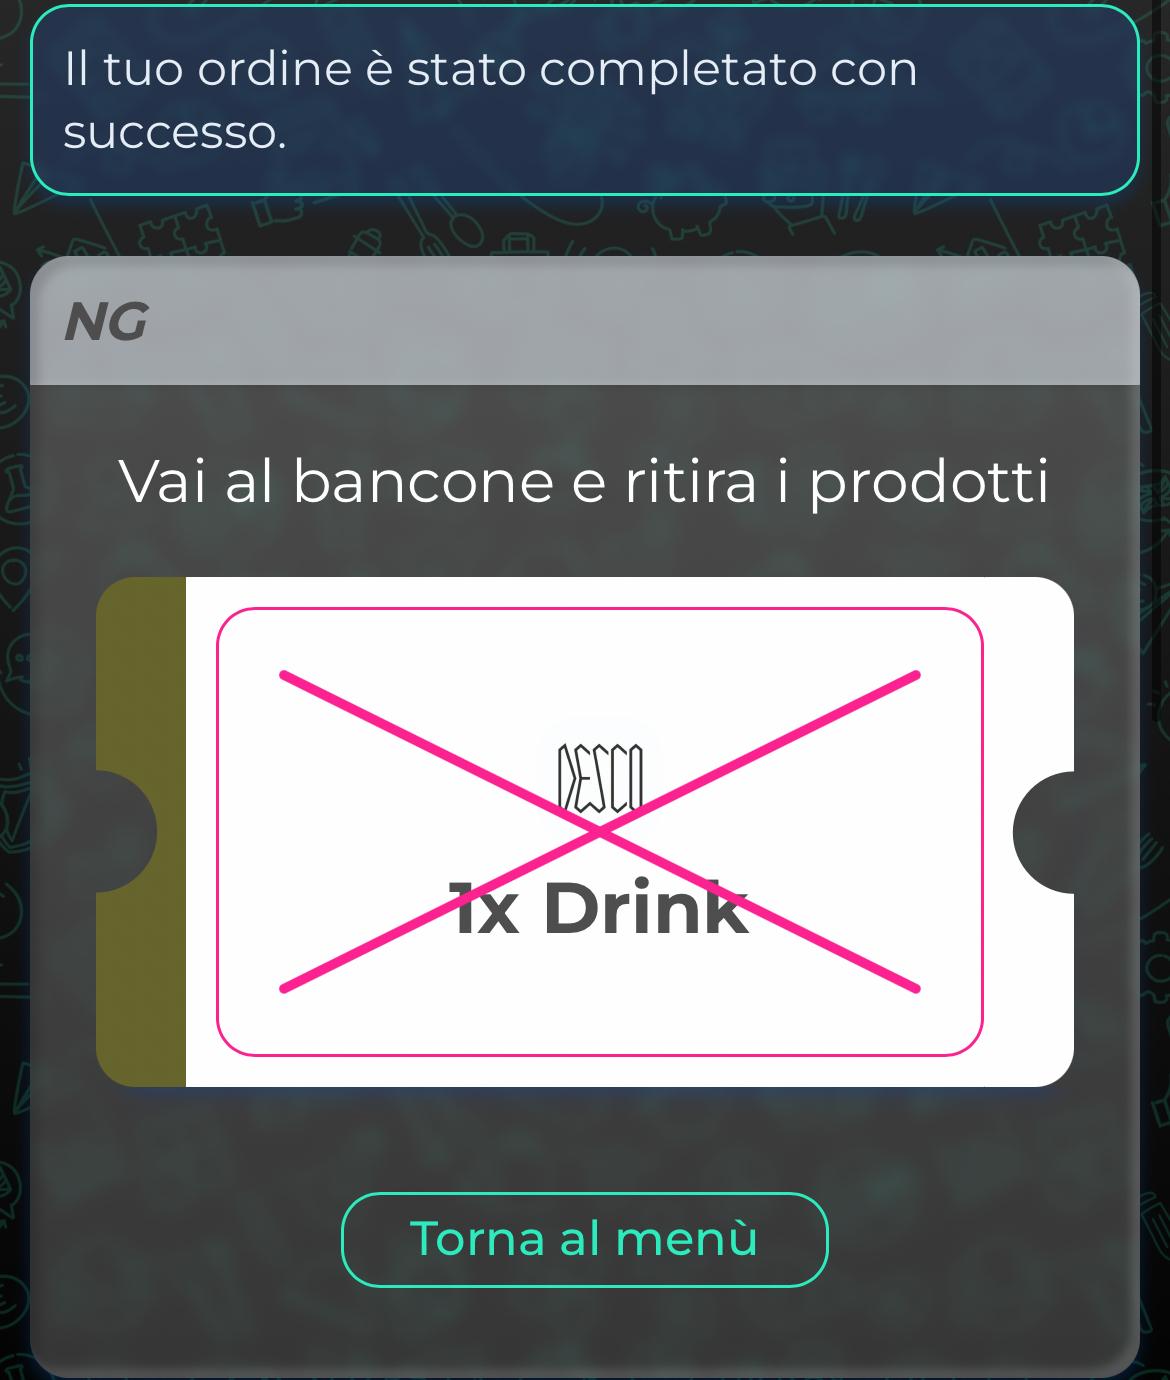 Il tuo ordine è stato completato con
successo.
NG
Vai al bancone e ritira i prodotti
DESCO
1x Drink
Torna al menù